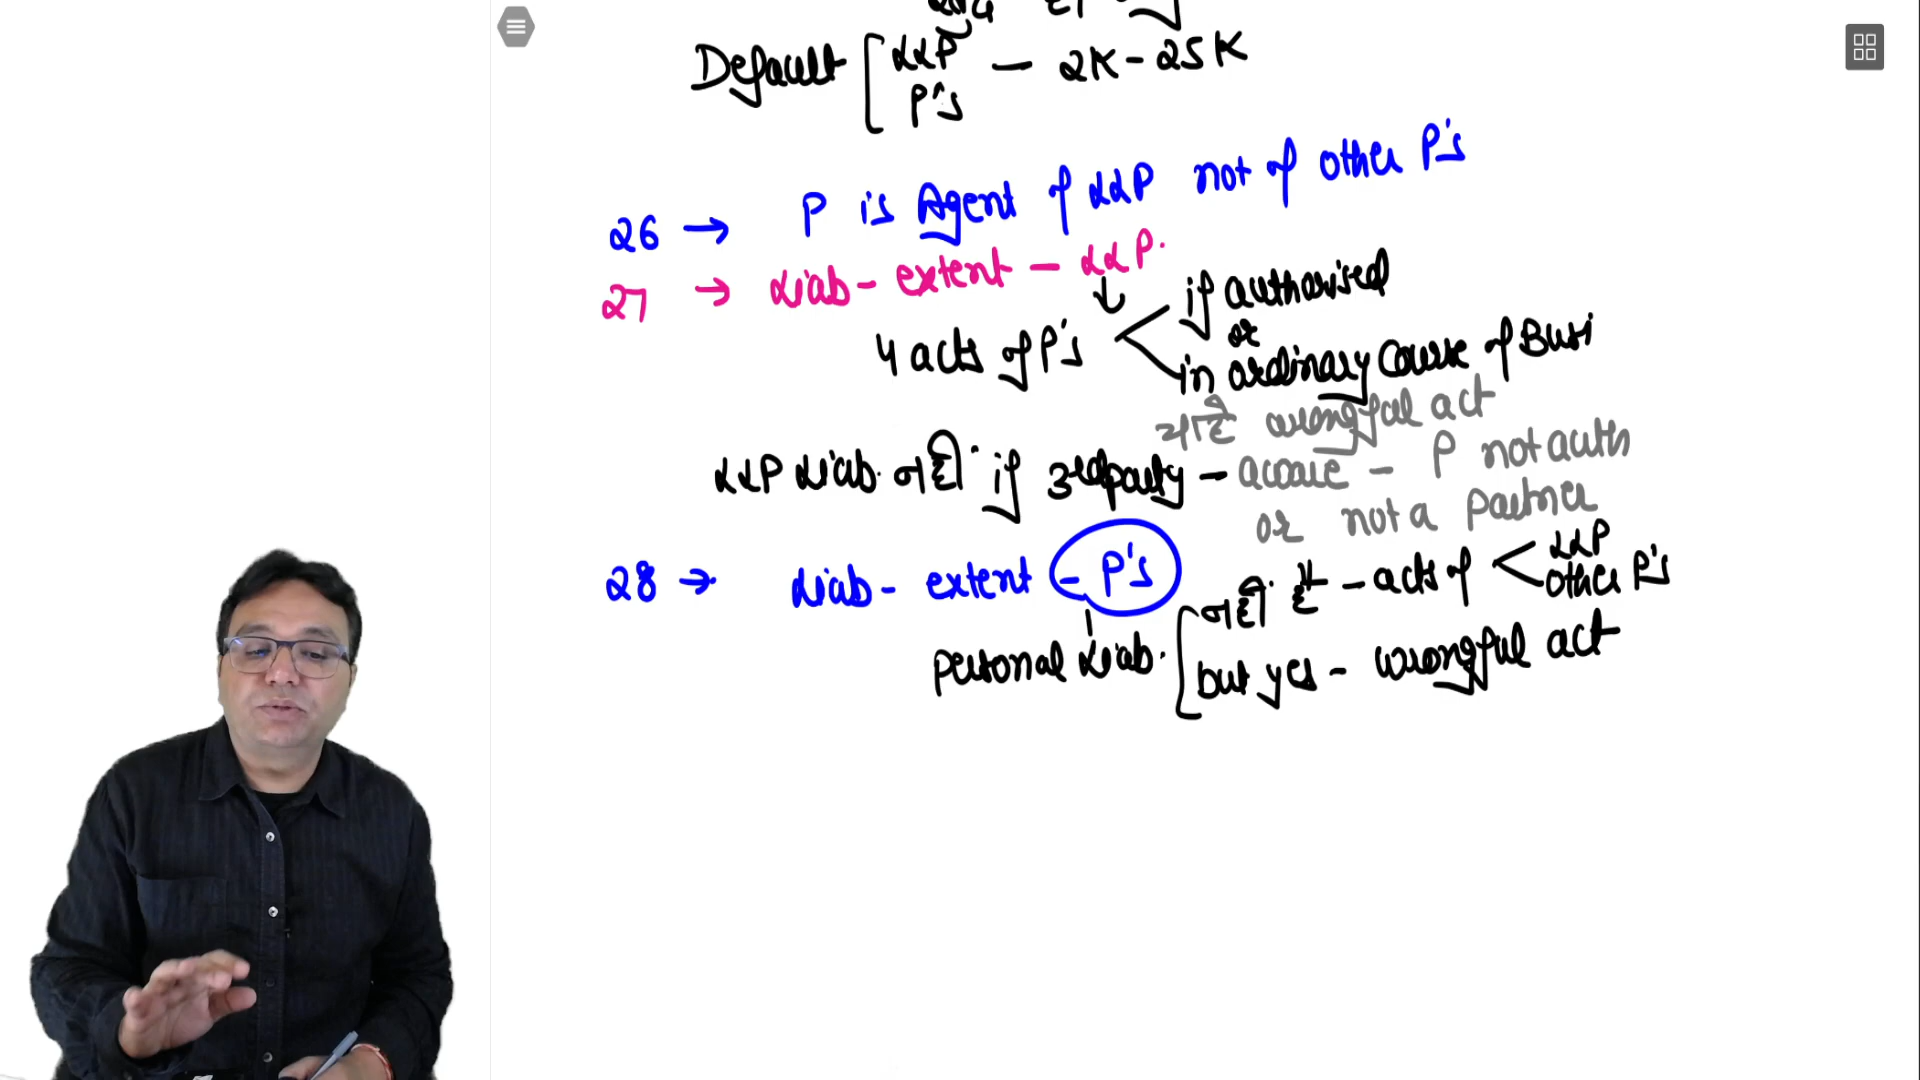 Default [ LLP — 2K - 25K
P's
26 → P is Agent of LLP not of other P's
27 → Liab - extent - LLP.
4 acts of P's < if authorised
or
in ordinary Course of Busi
चाहे wrongful act
LLP Liab. नहीं if 3rd party - aware - P not auth
or not a Partner
28 → Liab - extent - P's
नहीं है - acts of < LLP
other P's
personal Liab. [ but yes - wrongful act